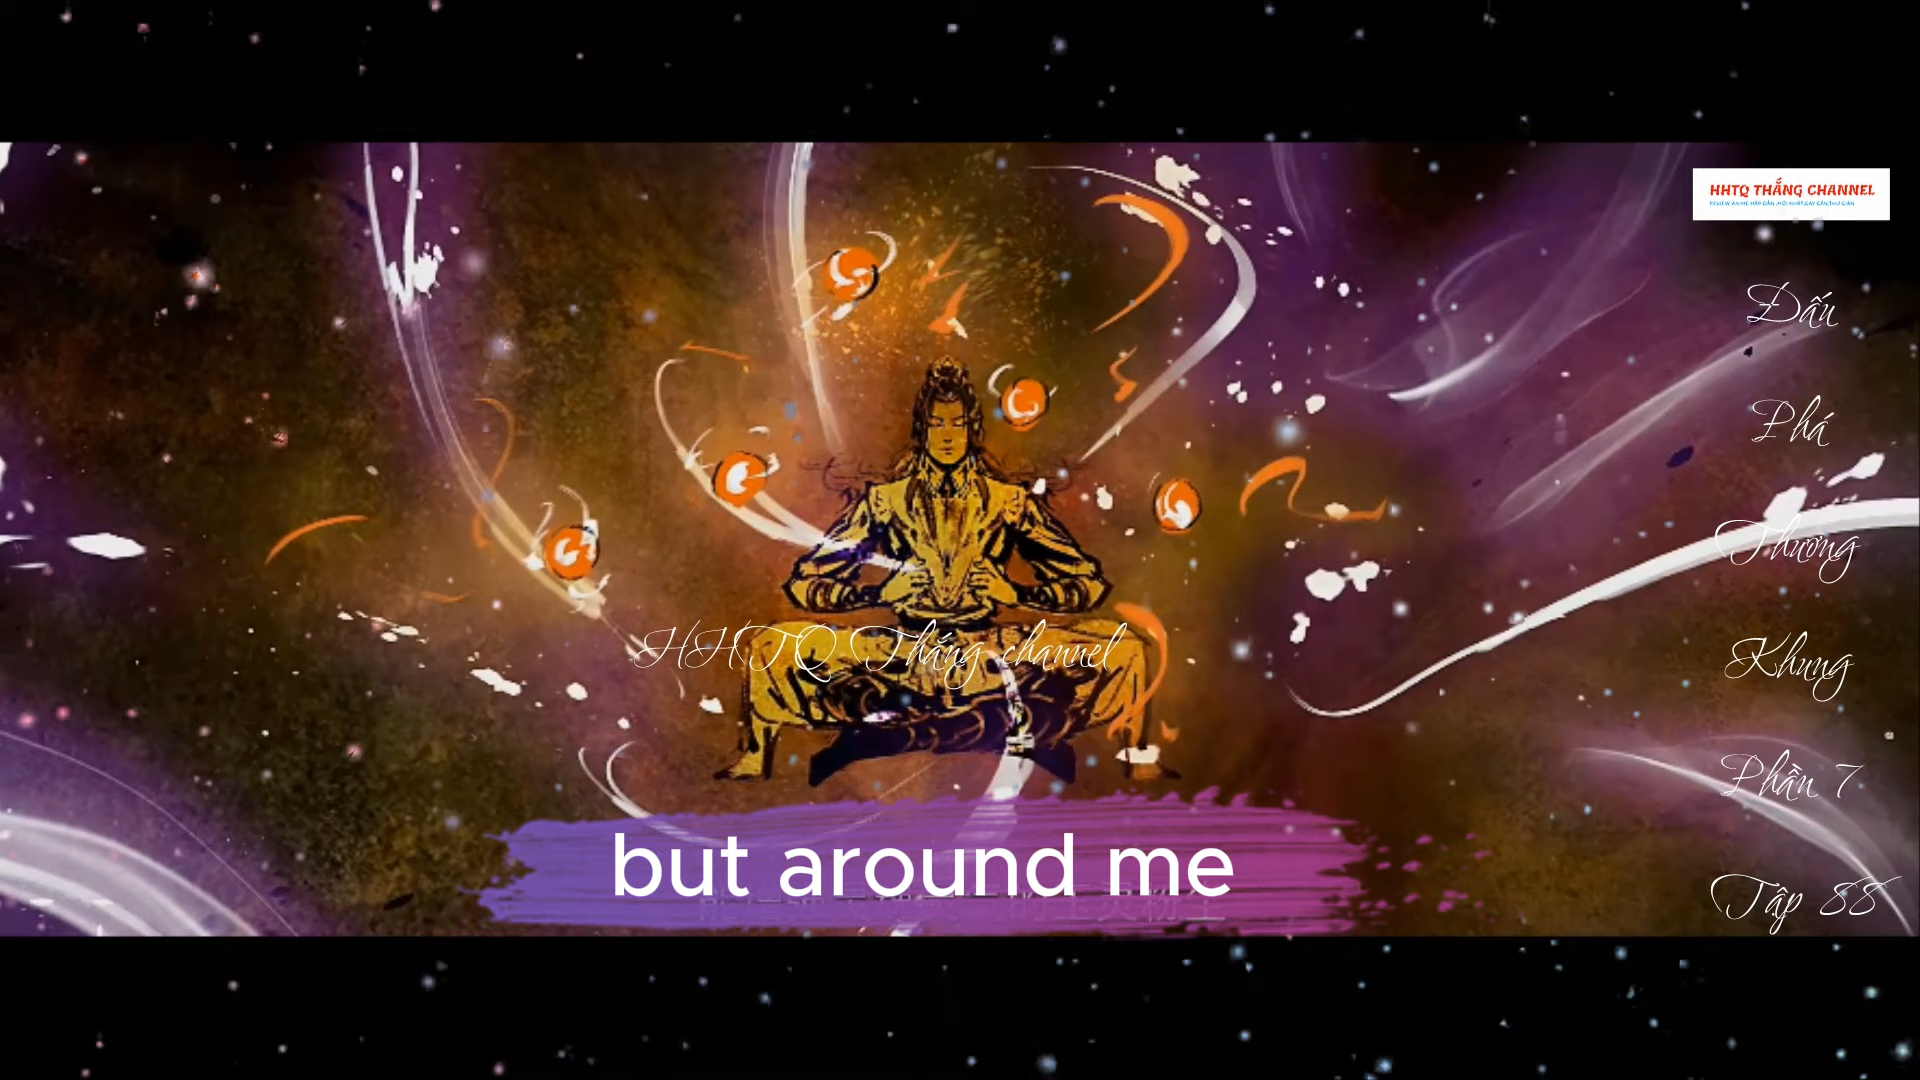 HHTQ THẮNG CHANNEL
Đấu
Phá
Thương
Khung
HHTQ Thắng channel
Phần 7
but around me
Tập 88